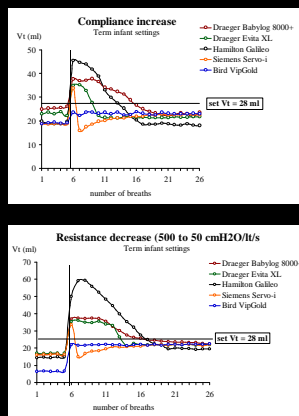 Compliance increase
Term infant settings
Vt (ml)
Draeger Babylog 8000+
Draeger Evita XL
Hamilton Galileo
Siemens Servo-i
Bird VipGold
50
40
30
20
10
0
set Vt = 28 ml
1 6 11 16 21 26
number of breaths
Resistance decrease (500 to 50 cmH2O/lt/s
Term infant settings
Vt (ml)
Draeger Babylog 8000+
Draeger Evita XL
Hamilton Galileo
Siemens Servo-i
Bird VipGold
70
60
50
40
30
20
10
0
set Vt = 28 ml
1 6 11 16 21 26
number of breaths